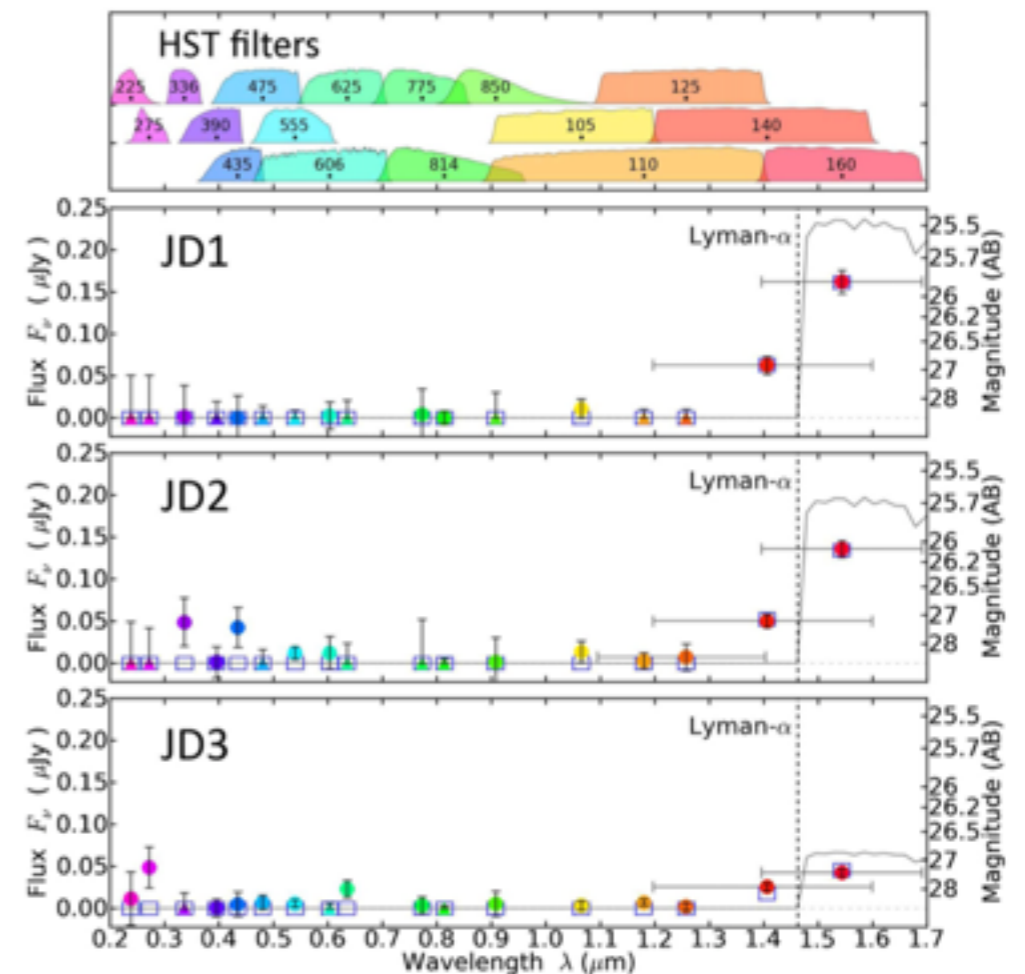 HST filters
225 336 475 625 775 850 125
275 390 555 105 140
435 606 814 110 160
JD1
Lyman-α
Flux Fν ( μJy )
0.25
0.20
0.15
0.10
0.05
0.00
25.5
25.7
26
26.2
26.5
27
28
Magnitude (AB)
JD2
Lyman-α
Flux Fν ( μJy )
0.25
0.20
0.15
0.10
0.05
0.00
25.5
25.7
26
26.2
26.5
27
28
Magnitude (AB)
JD3
Lyman-α
Flux Fν ( μJy )
0.25
0.20
0.15
0.10
0.05
0.00
25.5
25.7
26
26.2
26.5
27
28
Magnitude (AB)
0.2 0.3 0.4 0.5 0.6 0.7 0.8 0.9 1.0 1.1 1.2 1.3 1.4 1.5 1.6 1.7
Wavelength λ (μm)